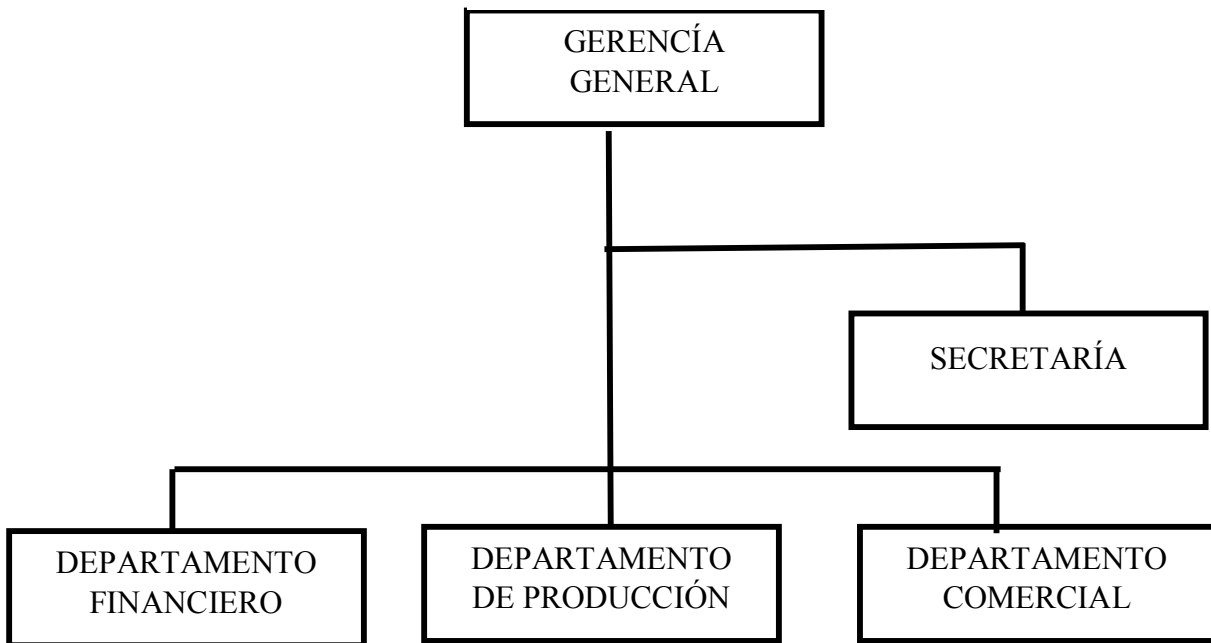 GERENCÍA
GENERAL
SECRETARÍA
DEPARTAMENTO
FINANCIERO
DEPARTAMENTO
DE PRODUCCIÓN
DEPARTAMENTO
COMERCIAL